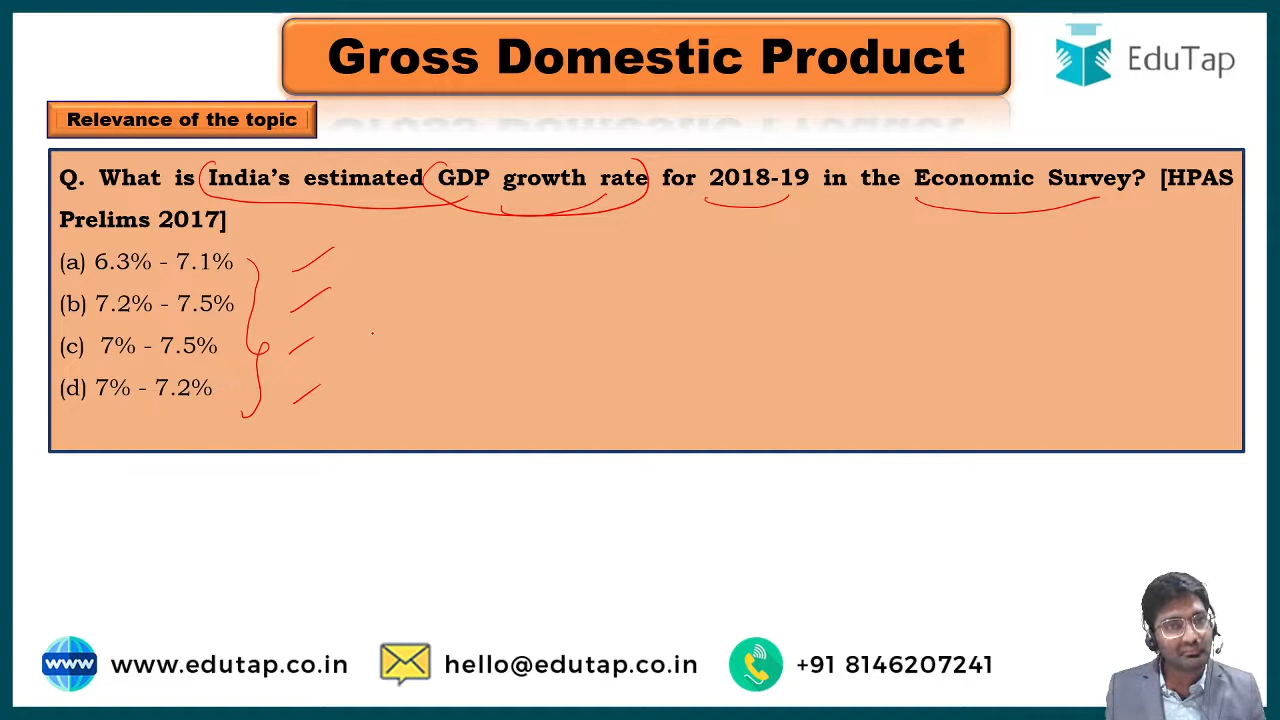 Gross Domestic Product
EduTap
Relevance of the topic
Q. What is India's estimated GDP growth rate for 2018-19 in the Economic Survey? [HPAS
Prelims 2017]
(a) 6.3% - 7.1%
(b) 7.2% - 7.5%
(c) 7% - 7.5%
(d) 7% - 7.2%
www
www.edutap.co.in
hello@edutap.co.in
+91 8146207241